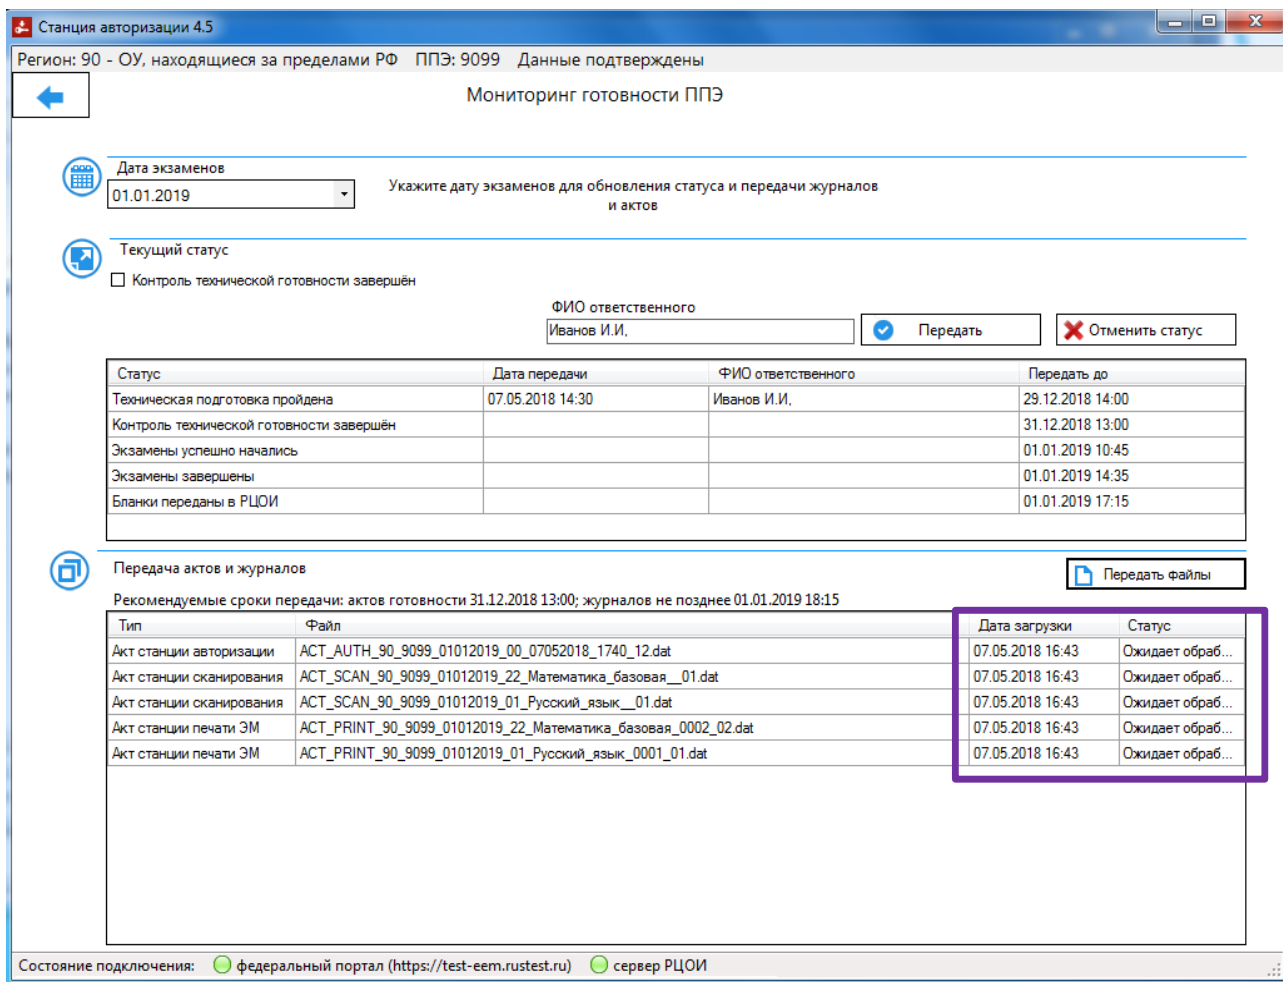 Станция авторизации 4.5
Регион: 90 - ОУ, находящиеся за пределами РФ ППЭ: 9099 Данные подтверждены
Мониторинг готовности ППЭ
Дата экзаменов
01.01.2019
Укажите дату экзаменов для обновления статуса и передачи журналов
и актов
Текущий статус
Контроль технической готовности завершён
ФИО ответственного
Иванов И.И, Передать Отменить статус
Статус Дата передачи ФИО ответственного Передать до
Техническая подготовка пройдена 07.05.2018 14:30 Иванов И.И, 29.12.2018 14:00
Контроль технической готовности завершён 31.12.2018 13:00
Экзамены успешно начались 01.01.2019 10:45
Экзамены завершены 01.01.2019 14:35
Бланки переданы в РЦОИ 01.01.2019 17:15
Передача актов и журналов Передать файлы
Рекомендуемые сроки передачи: актов готовности 31.12.2018 13:00; журналов не позднее 01.01.2019 18:15
Тип Файл Дата загрузки Статус
Акт станции авторизации ACT_AUTH_90_9099_01012019_00_07052018_1740_12.dat 07.05.2018 16:43 Ожидает обраб...
Акт станции сканирования ACT_SCAN_90_9099_01012019_22_Математика_базовая__01.dat 07.05.2018 16:43 Ожидает обраб...
Акт станции сканирования ACT_SCAN_90_9099_01012019_01_Русский_язык__01.dat 07.05.2018 16:43 Ожидает обраб...
Акт станции печати ЭМ ACT_PRINT_90_9099_01012019_22_Математика_базовая_0002_02.dat 07.05.2018 16:43 Ожидает обраб...
Акт станции печати ЭМ ACT_PRINT_90_9099_01012019_01_Русский_язык_0001_01.dat 07.05.2018 16:43 Ожидает обраб...
Состояние подключения: федеральный портал (https://test-eem.rustest.ru) сервер РЦОИ